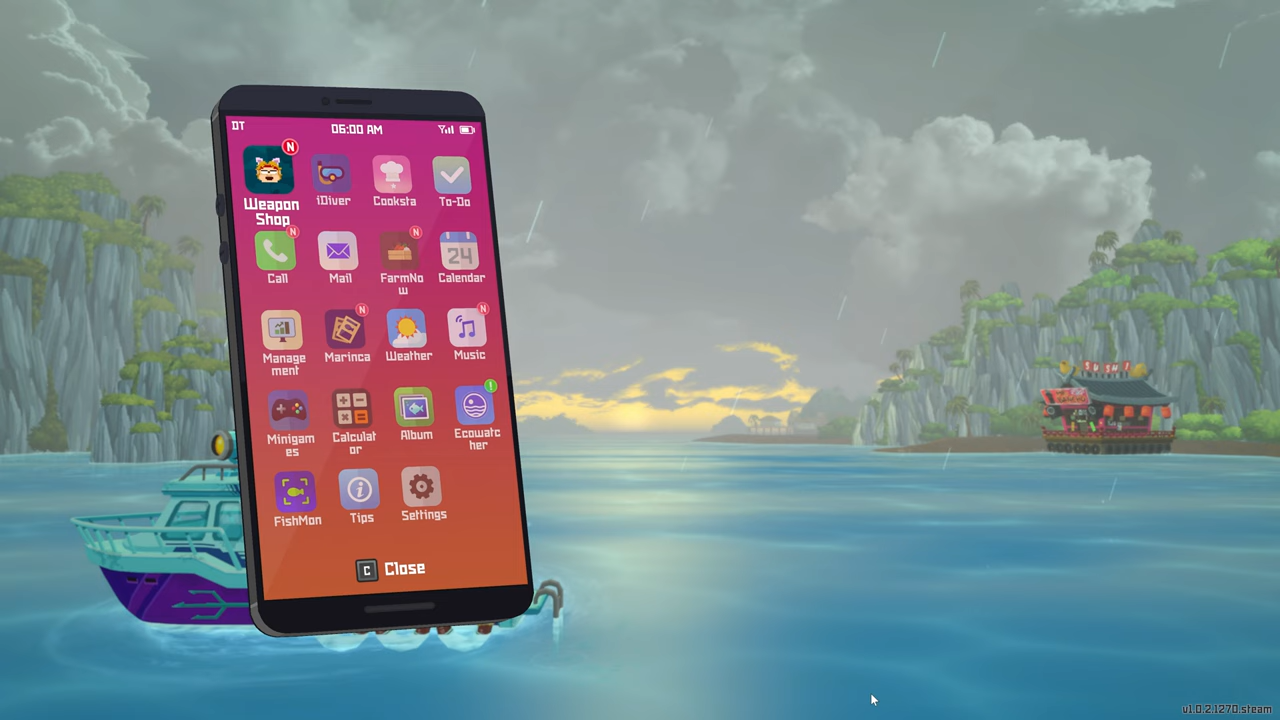 DT
06:00 AM
N
Weapon
Shop
iDiver
Cooksta
To-Do
N
Call
Mail
N
FarmNo
w
24
Calendar
Manage
ment
N
Marinca
Weather
N
Music
Minigam
es
Calculat
or
Album
!
Ecowatc
her
FishMon
Tips
Settings
C Close
SUSHI
v1.0.2.1270.steam